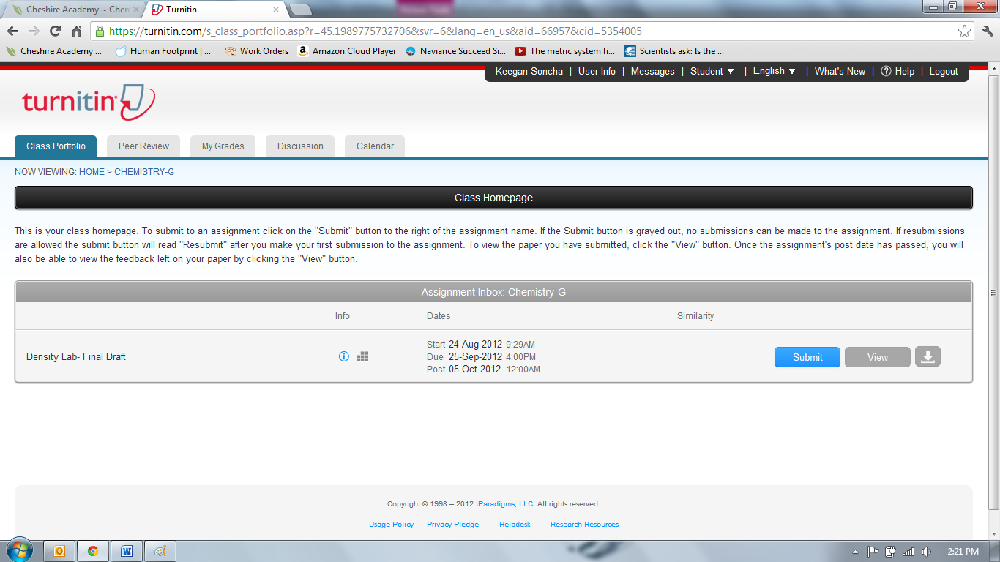 Cheshire Academy ~ Chem
Turnitin
https://turnitin.com/s_class_portfolio.asp?r=45.1989775732706&svr=6&lang=en_us&aid=66957&cid=5354005
Cheshire Academy ... Human Footprint | ... Work Orders Amazon Cloud Player Naviance Succeed Si... The metric system fi... Scientists ask: Is the ...
Keegan Soncha | User Info | Messages | Student ▼ | English ▼ | What's New | ? Help | Logout
turnitin
Class Portfolio Peer Review My Grades Discussion Calendar
NOW VIEWING: HOME > CHEMISTRY-G
Class Homepage
This is your class homepage. To submit to an assignment click on the "Submit" button to the right of the assignment name. If the Submit button is grayed out, no submissions can be made to the assignment. If resubmissions
are allowed the submit button will read "Resubmit" after you make your first submission to the assignment. To view the paper you have submitted, click the "View" button. Once the assignment's post date has passed, you will
also be able to view the feedback left on your paper by clicking the "View" button.
Assignment Inbox: Chemistry-G
Info Dates Similarity
Density Lab- Final Draft
Start 24-Aug-2012 9:29AM
Due 25-Sep-2012 4:00PM
Post 05-Oct-2012 12:00AM
Submit View
Copyright © 1998 – 2012 iParadigms, LLC. All rights reserved.
Usage Policy Privacy Pledge Helpdesk Research Resources
2:21 PM